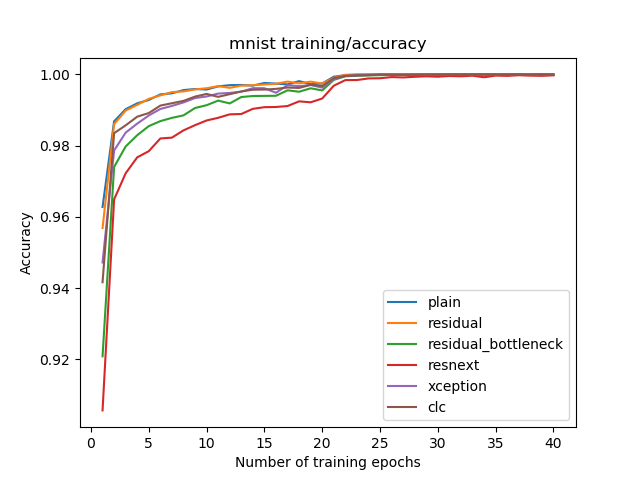 mnist training/accuracy
Accuracy
1.00
0.98
0.96
0.94
0.92
plain
residual
residual_bottleneck
resnext
xception
clc
0 5 10 15 20 25 30 35 40
Number of training epochs